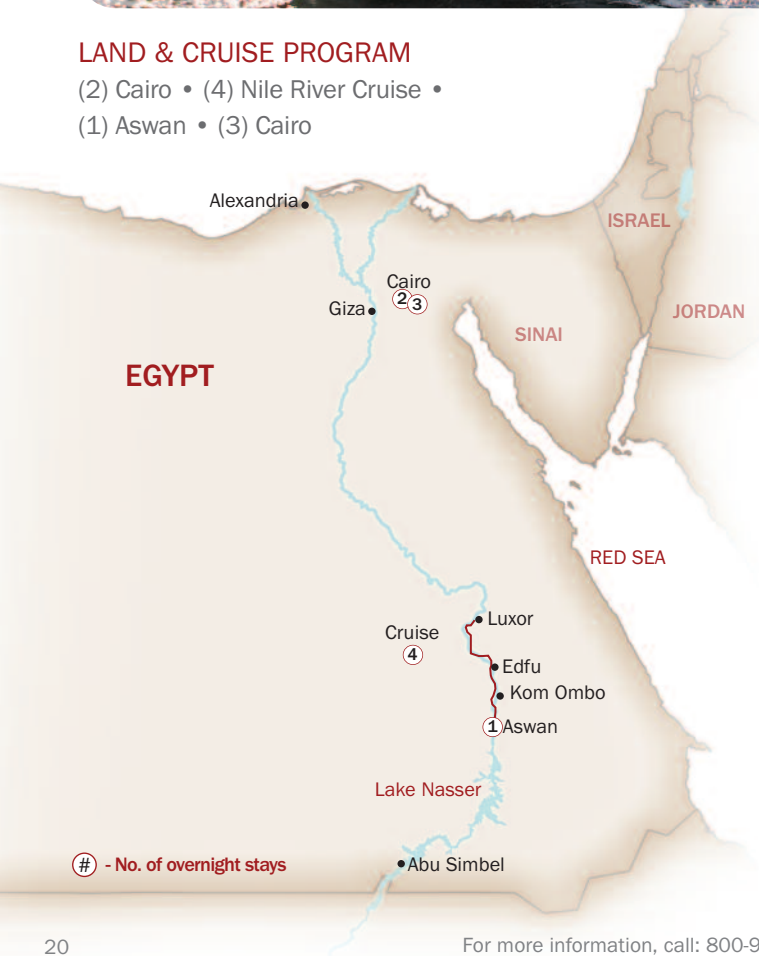 LAND & CRUISE PROGRAM
(2) Cairo • (4) Nile River Cruise •
(1) Aswan • (3) Cairo
Alexandria
ISRAEL
Cairo
2 3
Giza
JORDAN
SINAI
EGYPT
RED SEA
Luxor
Cruise
4
Edfu
Kom Ombo
1 Aswan
Lake Nasser
# - No. of overnight stays
Abu Simbel
20
For more information, call: 800-9